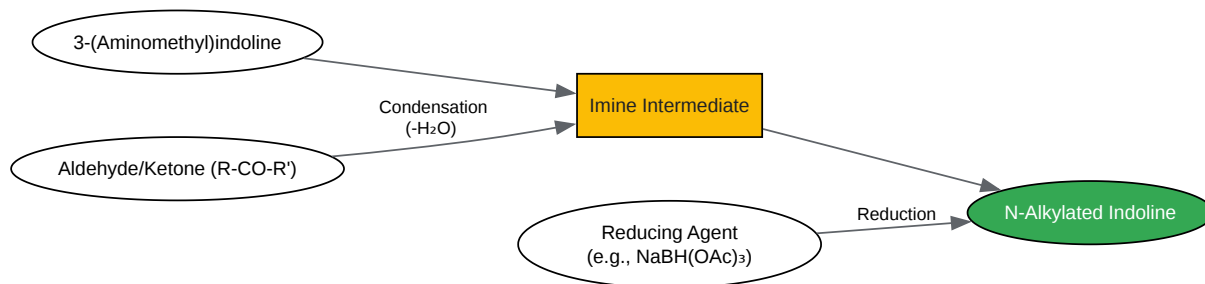 3-(Aminomethyl)indoline
Condensation
(-H₂O)
Aldehyde/Ketone (R-CO-R')
Imine Intermediate
Reducing Agent
(e.g., NaBH(OAc)₃)
Reduction
N-Alkylated Indoline